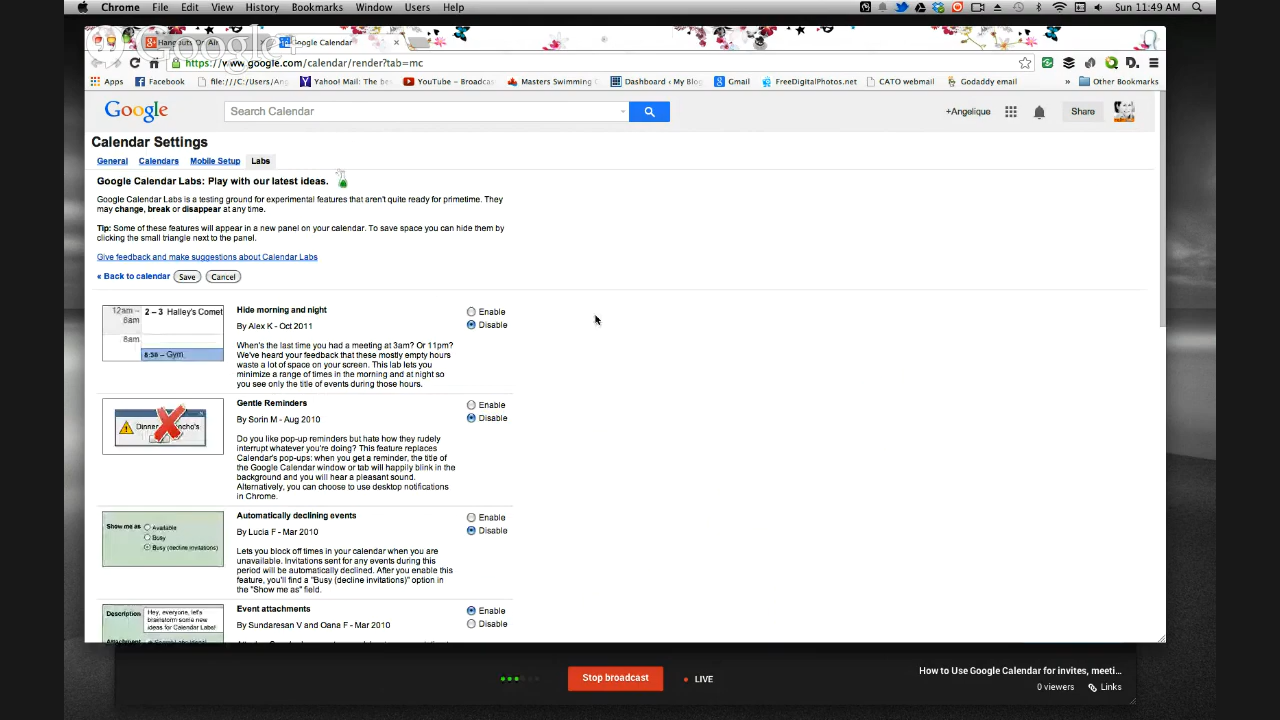 Chrome File Edit View History Bookmarks Window Users Help Sun 11:49 AM
Google Calendar
https://www.google.com/calendar/render?tab=mc
Apps Facebook file:///C:/Users/An Yahoo! Mail: The be YouTube - Broadcas Masters Swimming C Dashboard ‹ My Blog Gmail FreeDigitalPhotos.net CATO webmail Godaddy email Other Bookmarks
Google Search Calendar +Angelique Share
Calendar Settings
General Calendars Mobile Setup Labs
Google Calendar Labs: Play with our latest ideas.
Google Calendar Labs is a testing ground for experimental features that aren't quite ready for primetime. They
may change, break or disappear at any time.
Tip: Some of these features will appear in a new panel on your calendar. To save space you can hide them by
clicking the small triangle next to the panel.
Give feedback and make suggestions about Calendar Labs
« Back to calendar Save Cancel
12am –
6am
2 – 3 Halley's Comet
8am
8:30 – Gym
Hide morning and night
By Alex K - Oct 2011
When's the last time you had a meeting at 3am? Or 11pm?
We've heard your feedback that these mostly empty hours
waste a lot of space on your screen. This lab lets you
minimize a range of times in the morning and at night so
you see only the title of events during those hours.
Enable
Disable
Gentle Reminders
By Sorin M - Aug 2010
Do you like pop-up reminders but hate how they rudely
interrupt whatever you're doing? This feature replaces
Calendar's pop-ups: when you get a reminder, the title of
the Google Calendar window or tab will happily blink in the
background and you will hear a pleasant sound.
Alternatively, you can choose to use desktop notifications
in Chrome.
Enable
Disable
Show me as Available
Busy
Busy (decline invitations)
Automatically declining events
By Lucia F - Mar 2010
Lets you block off times in your calendar when you are
unavailable. Invitations sent for any events during this
period will be automatically declined. After you enable this
feature, you'll find a "Busy (decline invitations)" option in
the "Show me as" field.
Enable
Disable
Description Hey, everyone, let's
brainstorm some new
ideas for Calendar Labs!
Event attachments
By Sundaresan V and Oana F - Mar 2010
Enable
Disable
Stop broadcast LIVE
How to Use Google Calendar for invites, meeti...
0 viewers Links